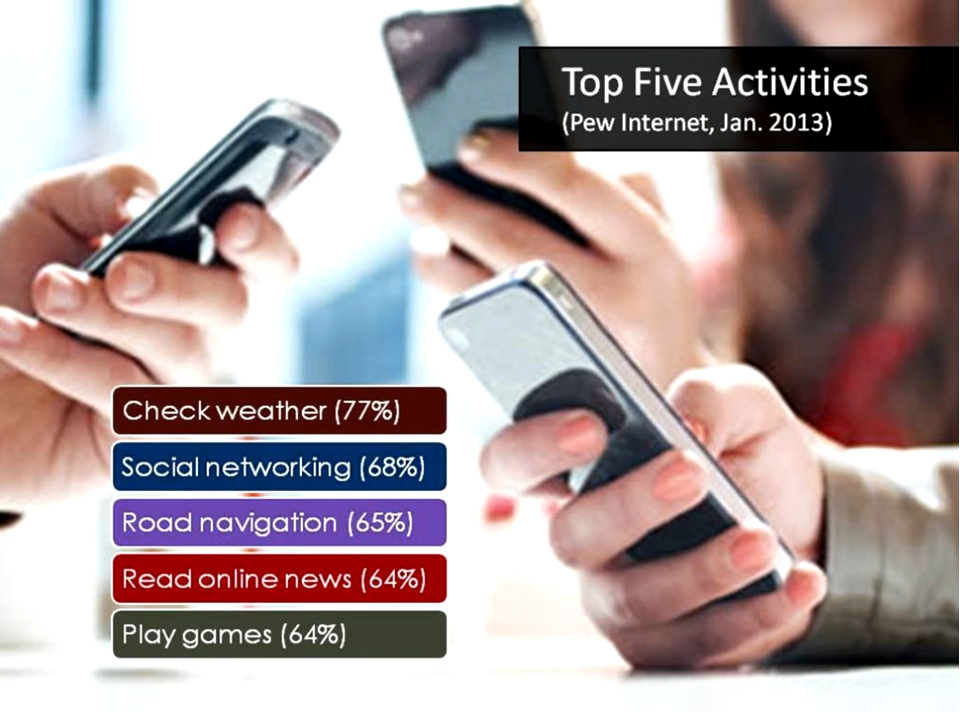 Top Five Activities
(Pew Internet, Jan. 2013)
Check weather (77%)
Social networking (68%)
Road navigation (65%)
Read online news (64%)
Play games (64%)